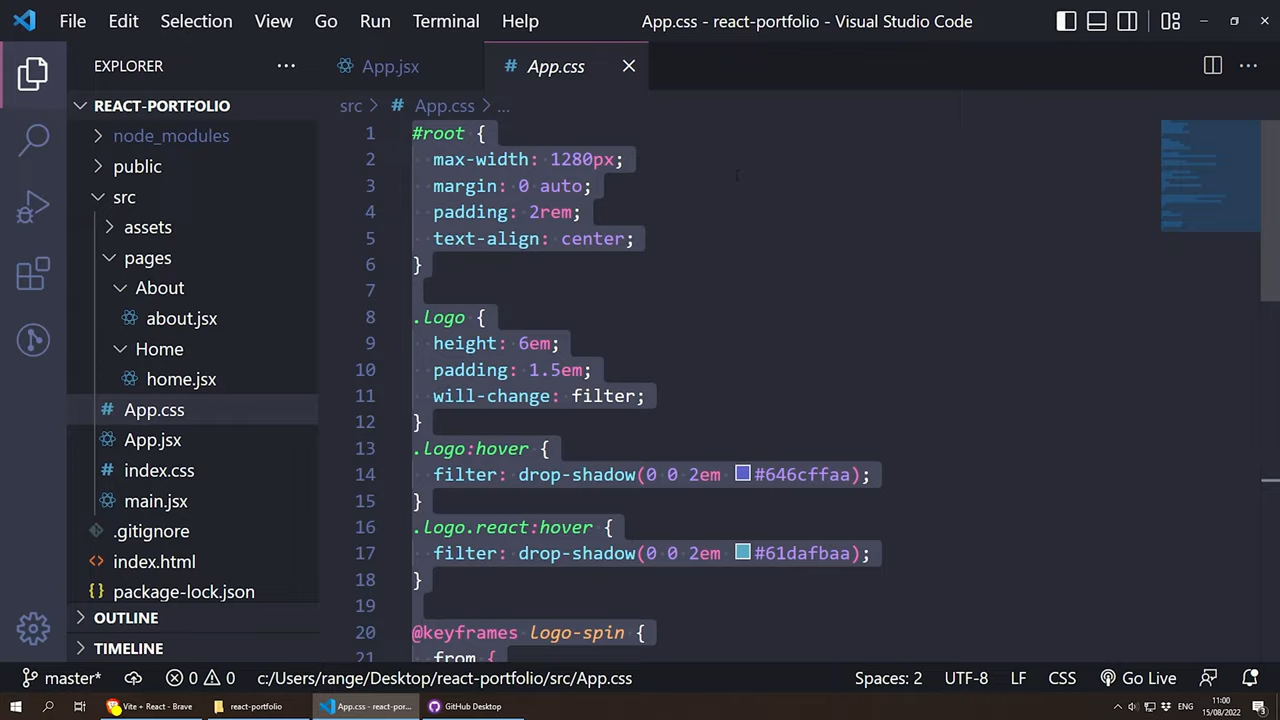 File Edit Selection View Go Run Terminal Help App.css - react-portfolio - Visual Studio Code
EXPLORER
REACT-PORTFOLIO
node_modules
public
src
assets
pages
About
about.jsx
Home
home.jsx
App.css
App.jsx
index.css
main.jsx
.gitignore
index.html
package-lock.json
OUTLINE
TIMELINE
App.jsx # App.css
src > # App.css > ...
1 #root {
2 max-width: 1280px;
3 margin: 0 auto;
4 padding: 2rem;
5 text-align: center;
6 }
7
8 .logo {
9 height: 6em;
10 padding: 1.5em;
11 will-change: filter;
12 }
13 .logo:hover {
14 filter: drop-shadow(0 0 2em #646cffaa);
15 }
16 .logo.react:hover {
17 filter: drop-shadow(0 0 2em #61dafbaa);
18 }
19
20 @keyframes logo-spin {
21 from {
master* 0 0 c:/Users/range/Desktop/react-portfolio/src/App.css Spaces: 2 UTF-8 LF CSS Go Live
Vite + React - Brave react-portfolio App.css - react-por... GitHub Desktop ENG 11:00
15/08/2022